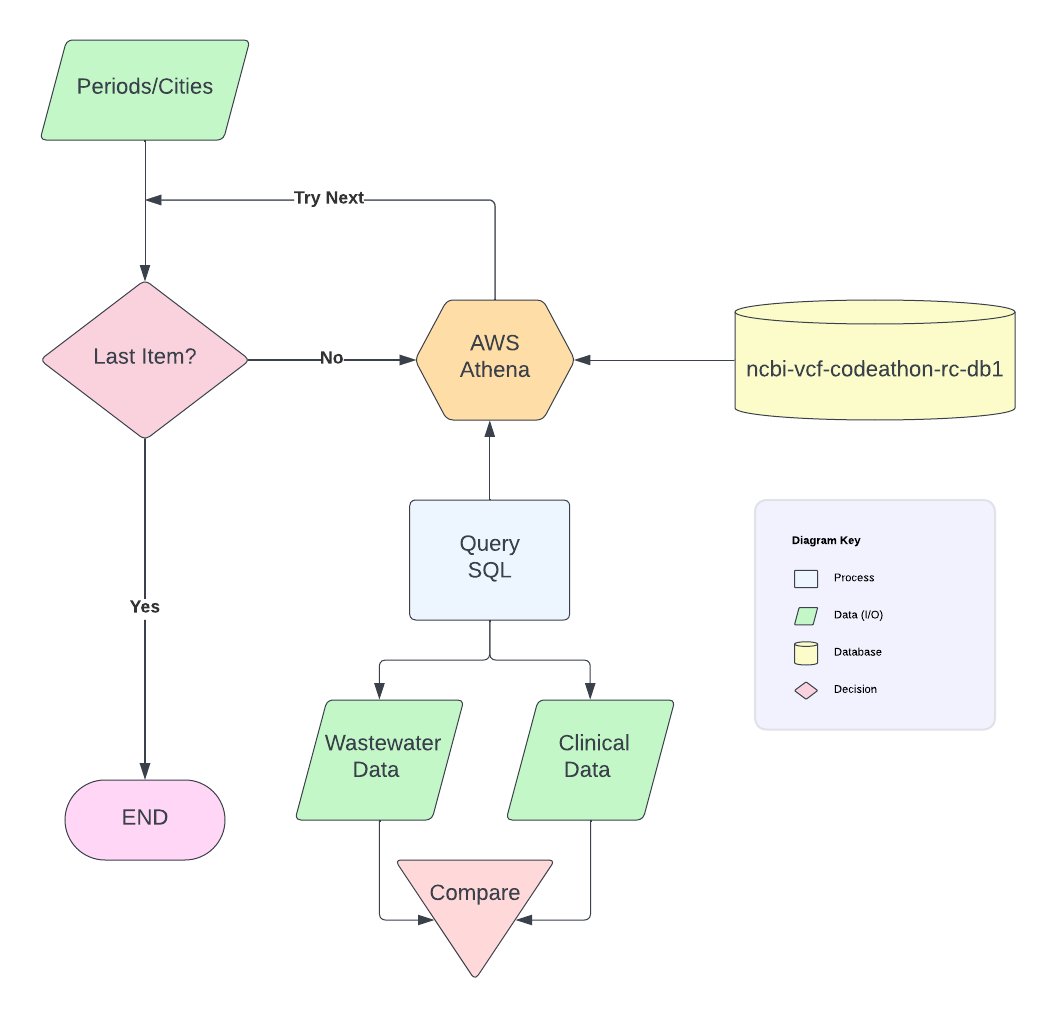 Periods/Cities
Try Next
Last Item?
No
AWS
Athena
ncbi-vcf-codeathon-rc-db1
Query
SQL
Diagram Key
Process
Data (I/O)
Database
Decision
Yes
Wastewater
Data
Clinical
Data
END
Compare